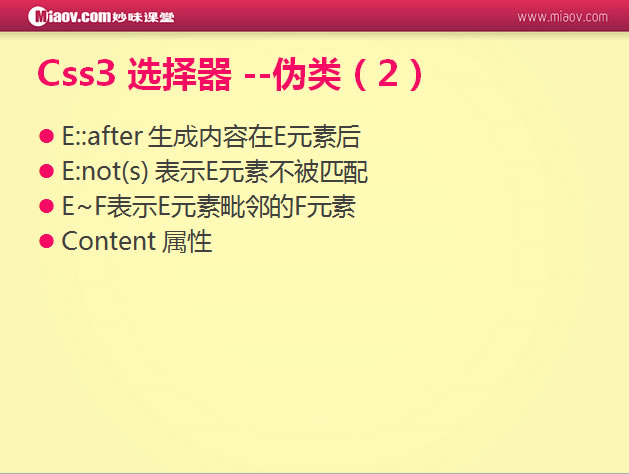 Miaov.com 妙味课堂
www.miaov.com
Css3 选择器 --伪类（2）
E::after 生成内容在E元素后
E:not(s) 表示E元素不被匹配
E~F表示E元素毗邻的F元素
Content 属性